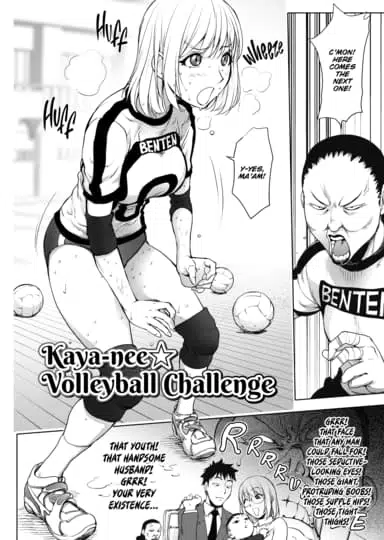 HUFF
WHEEZE
C'MON!
HERE
COMES
THE
NEXT
ONE!
HUFF
HUFF
Y-YES,
MA'AM!
BENTEN
BENTEN
Kaya-nee☆
Volleyball Challenge
THAT YOUTH!
THAT HANDSOME
HUSBAND!
GRRR!
YOUR VERY
EXISTENCE...
GRRR!
THAT FACE
THAT ANY MAN
COULD FALL FOR!
THOSE SEDUCTIVE-
LOOKING EYES!
THOSE GIANT,
PROTRUDING BOOBS!
THOSE SUPPLE HIPS!
THOSE TIGHT
THIGHS!